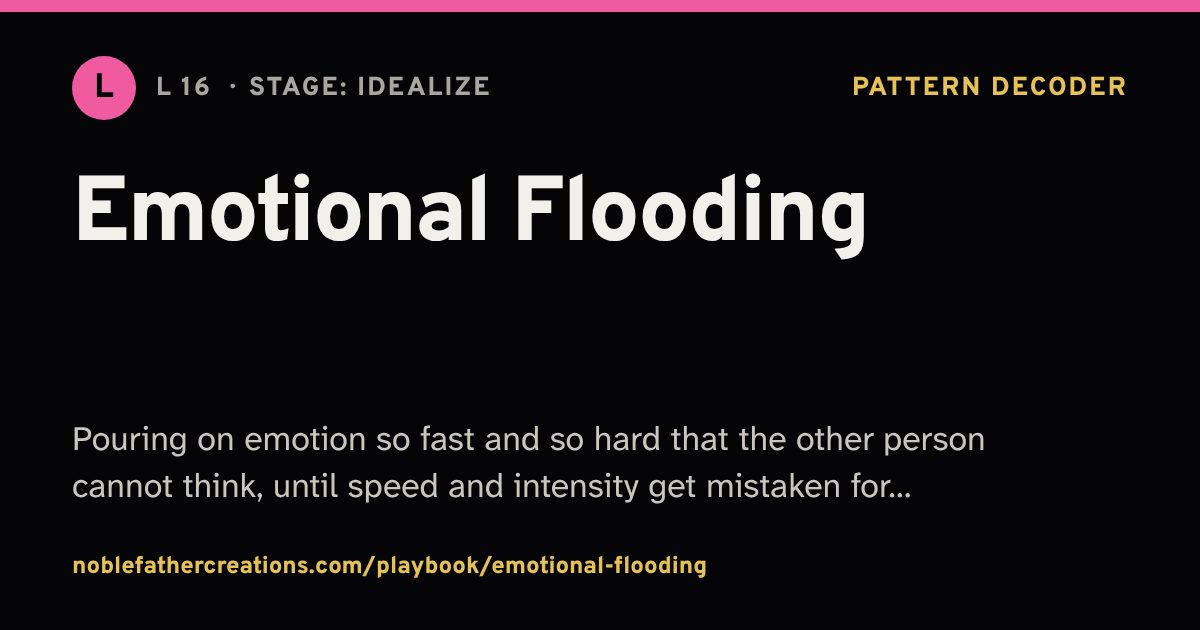 L
L 16 · STAGE: IDEALIZE
PATTERN DECODER
Emotional Flooding
Pouring on emotion so fast and so hard that the other person
cannot think, until speed and intensity get mistaken for...
noblefathercreations.com/playbook/emotional-flooding